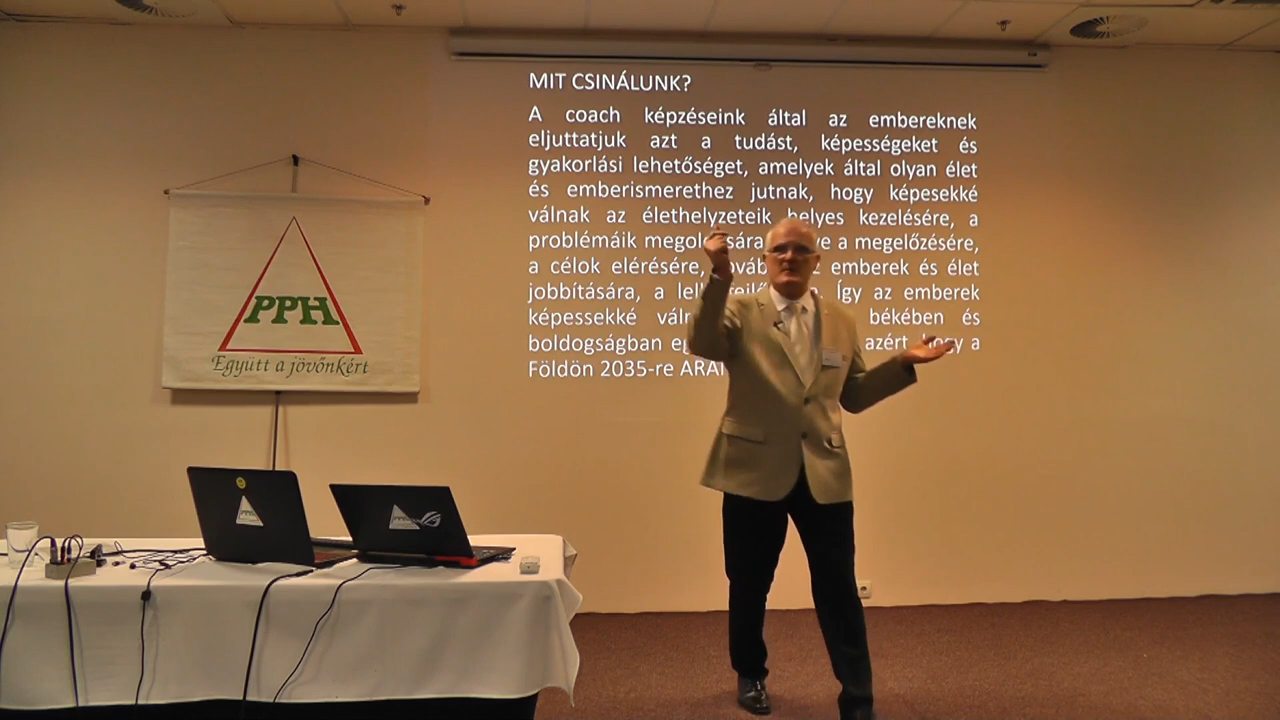 MIT CSINÁLUNK?
A coach képzéseink által az embereknek
eljuttatjuk azt a tudást, képességeket és
gyakorlási lehetőséget, amelyek által olyan élet
és emberismerethez jutnak, hogy képesekké
válnak az élethelyzeteik helyes kezelésére, a
problémáik a megelőzésére,
a célok elérésére, emberek és élet
jobbítására, a Így az emberek
képessekké békében és
boldogságban azért hogy a
Földön 2035-re
PPH
Együtt a jövőnkért